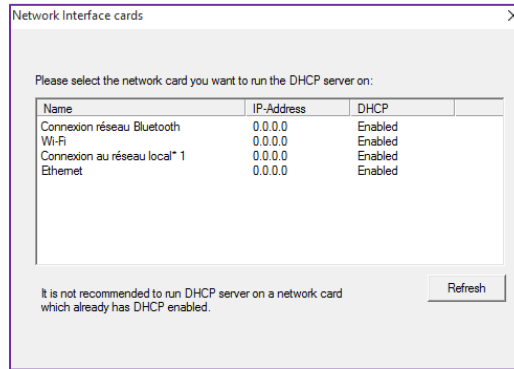 Network Interface cards
Please select the network card you want to run the DHCP server on:
Name IP-Address DHCP
Connexion réseau Bluetooth 0.0.0.0 Enabled
Wi-Fi 0.0.0.0 Enabled
Connexion au réseau local* 1 0.0.0.0 Enabled
Ethernet 0.0.0.0 Enabled
It is not recommended to run DHCP server on a network card
which already has DHCP enabled.
Refresh